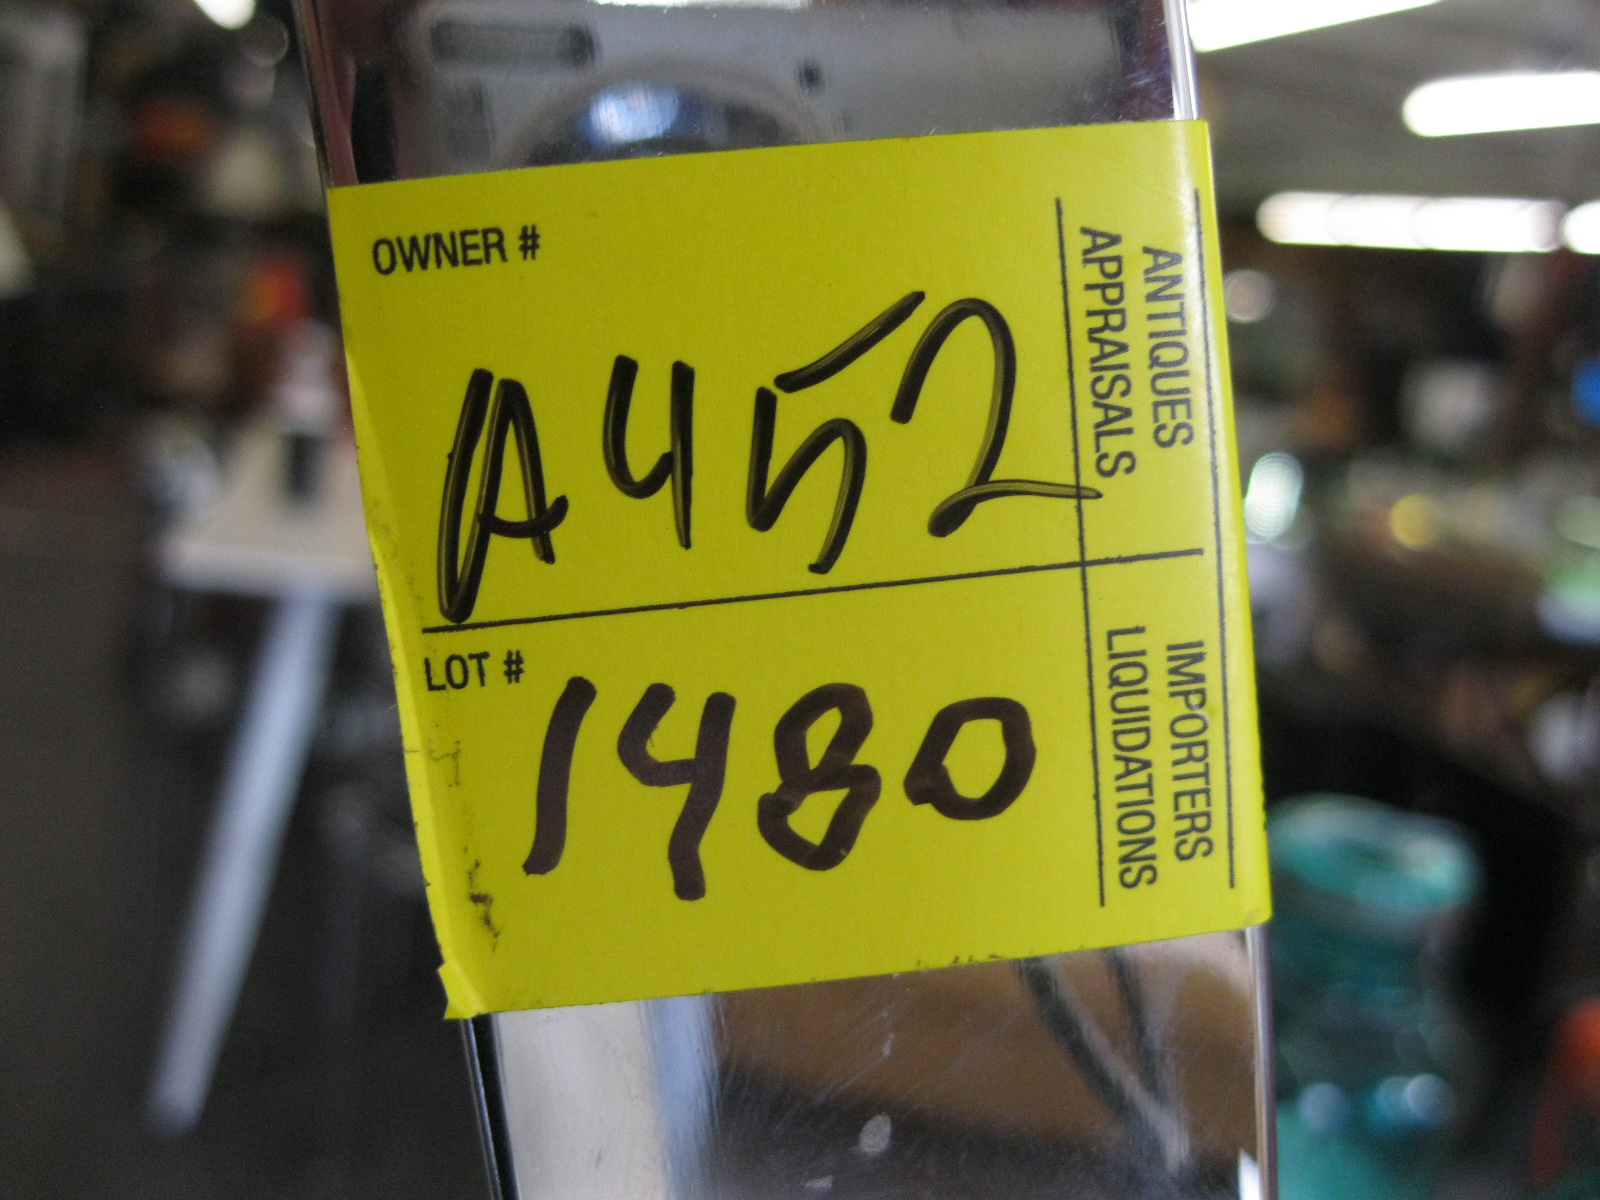 OWNER #
A452
LOT #
1480
ANTIQUES
APPRAISALS
IMPORTERS
LIQUIDATIONS